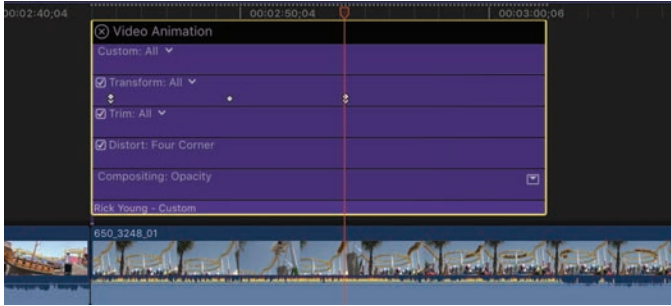 00:02:40;04 00:02:50;04 00:03:00;06
Video Animation
Custom: All
Transform: All
Trim: All
Distort: Four Corner
Compositing: Opacity
Rick Young - Custom
650_3248_01